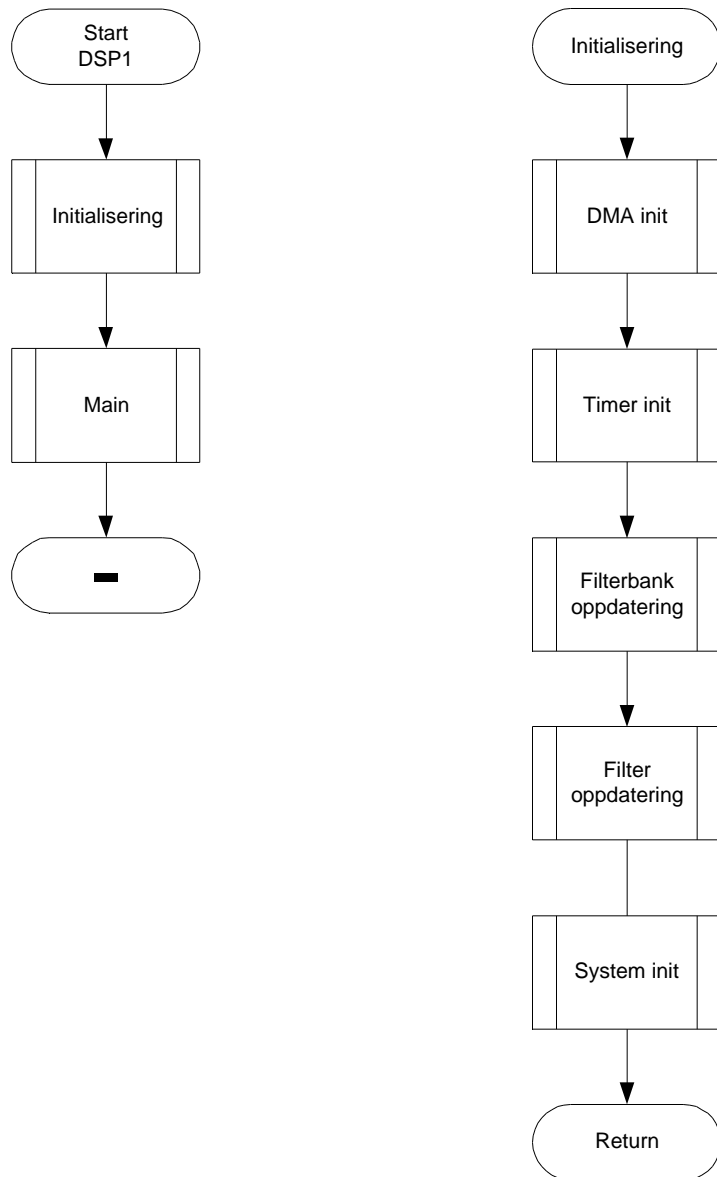 Start
DSP1
Initialisering
Main
Initialisering
DMA init
Timer init
Filterbank
oppdatering
Filter
oppdatering
System init
Return